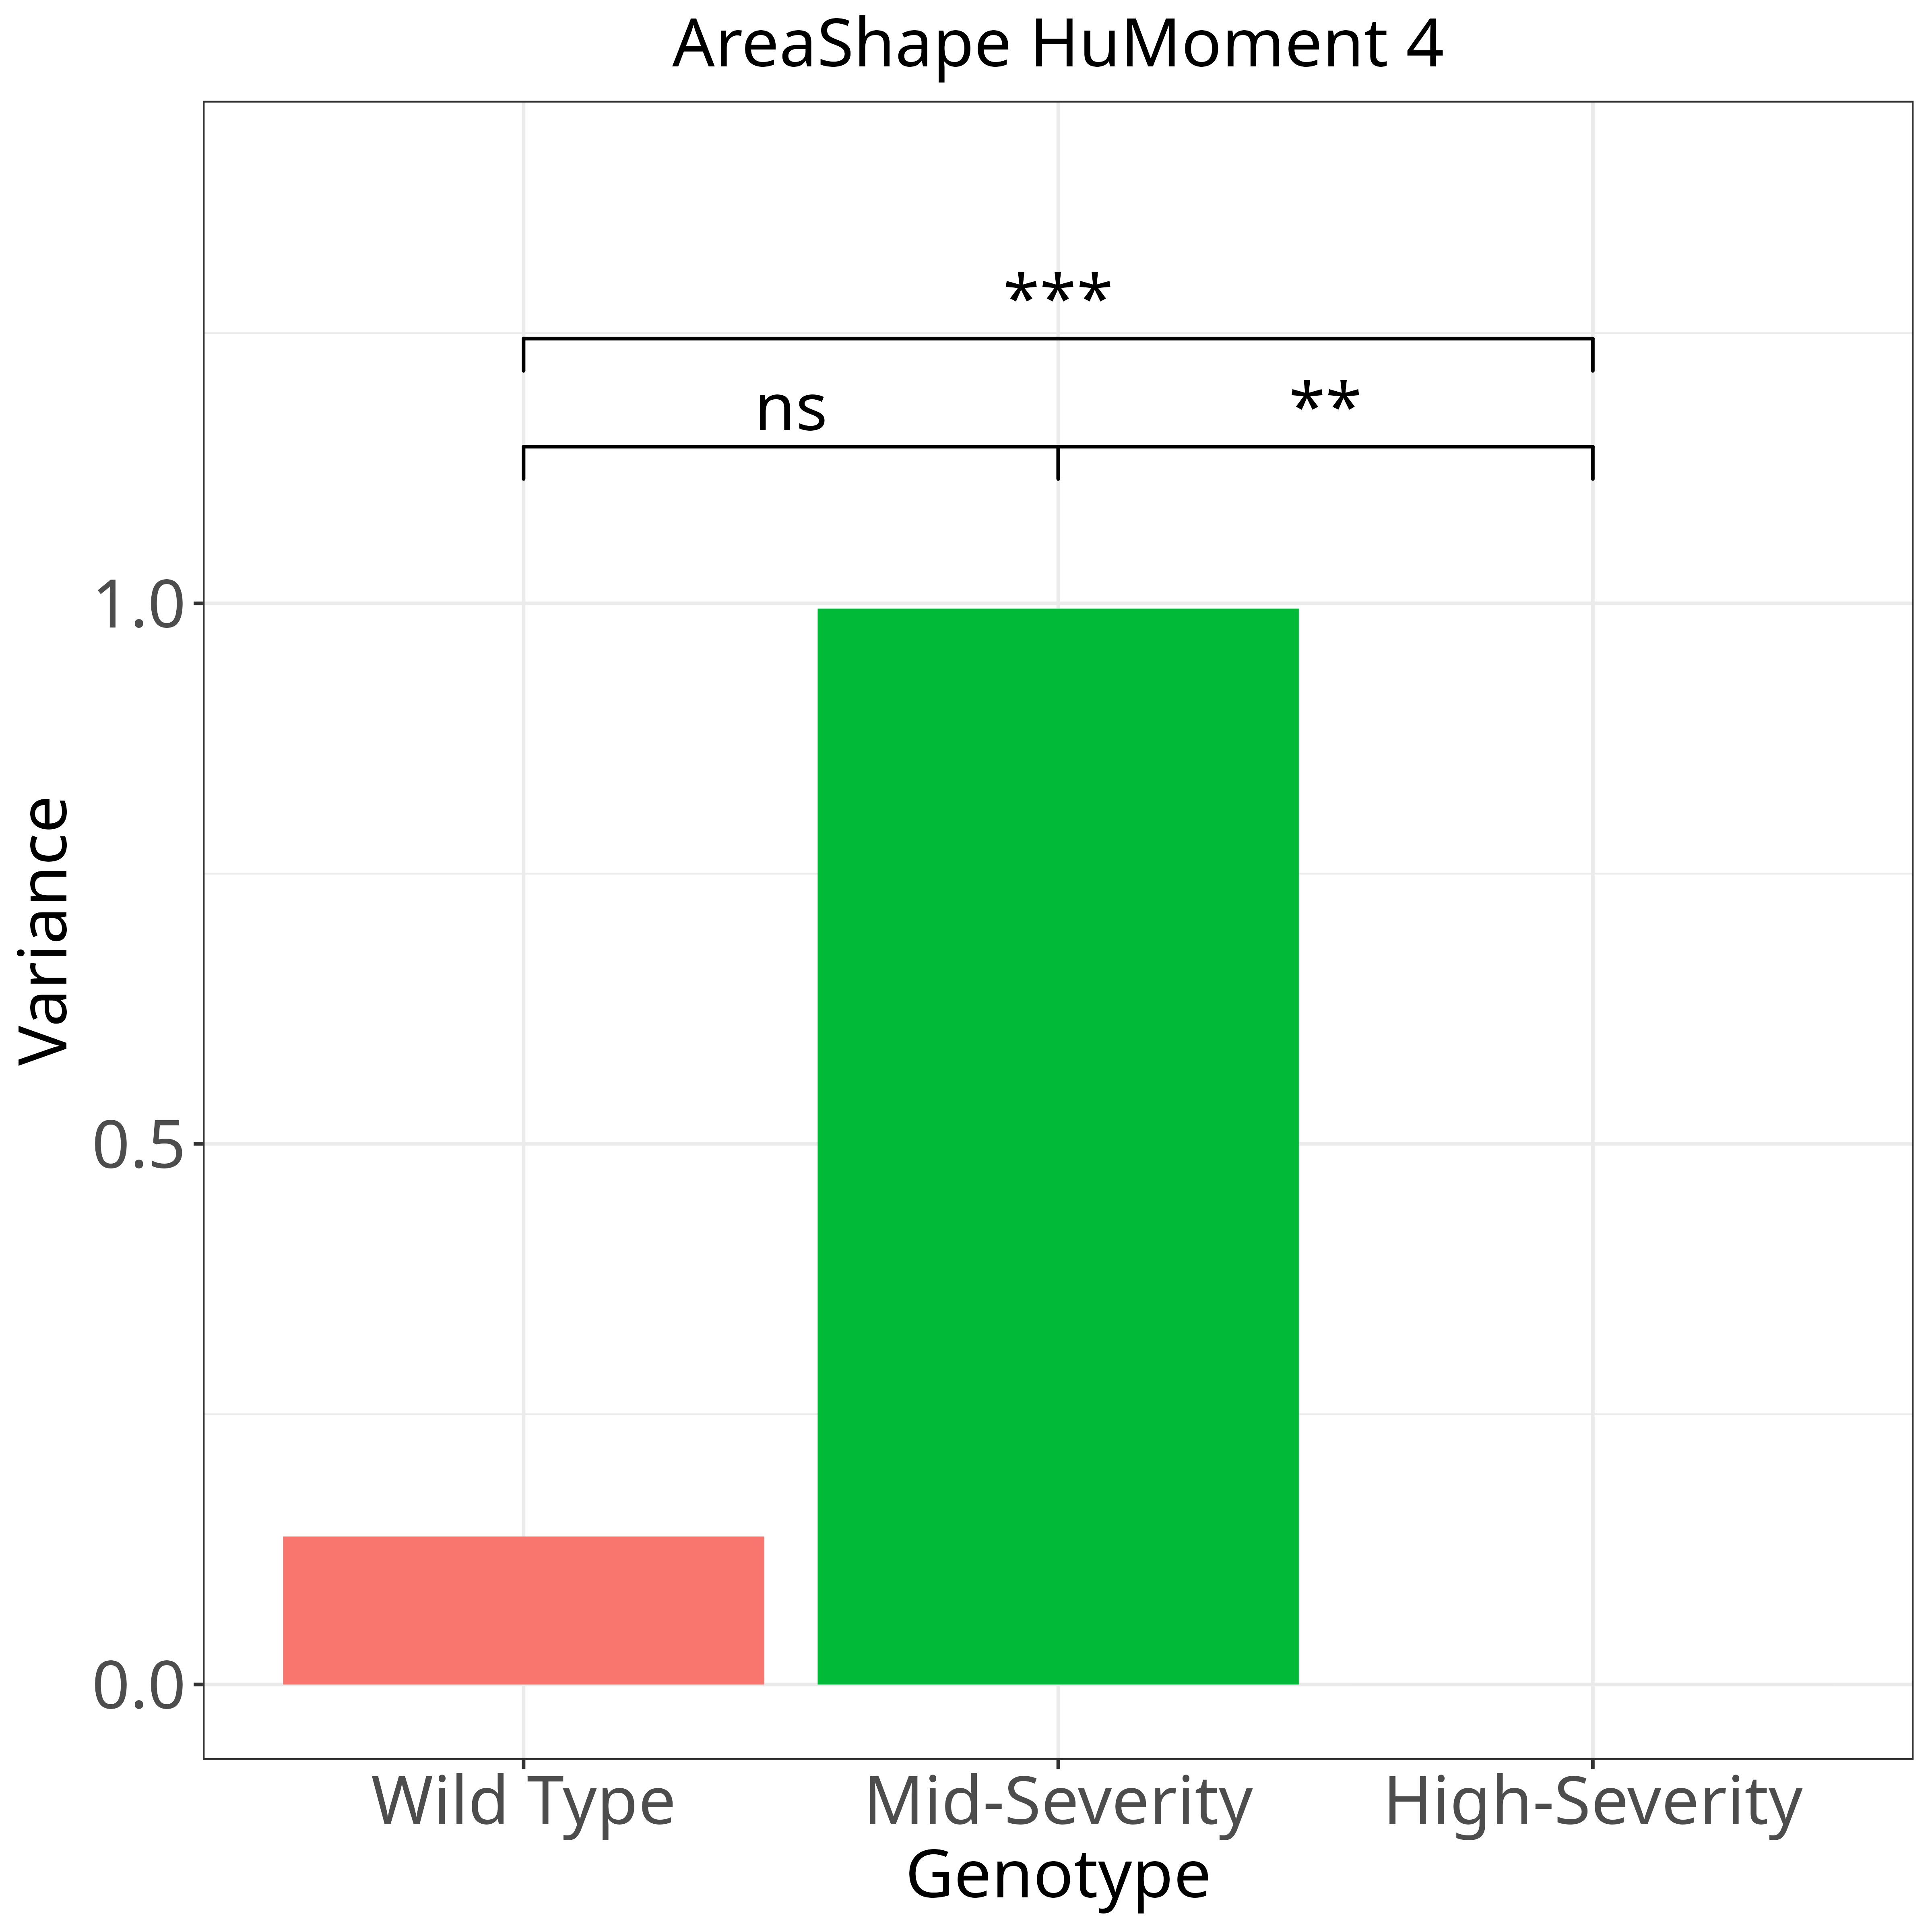 AreaShape HuMoment 4
***
ns
**
1.0
0.5
0.0
Variance
Wild Type
Mid-Severity
High-Severity
Genotype